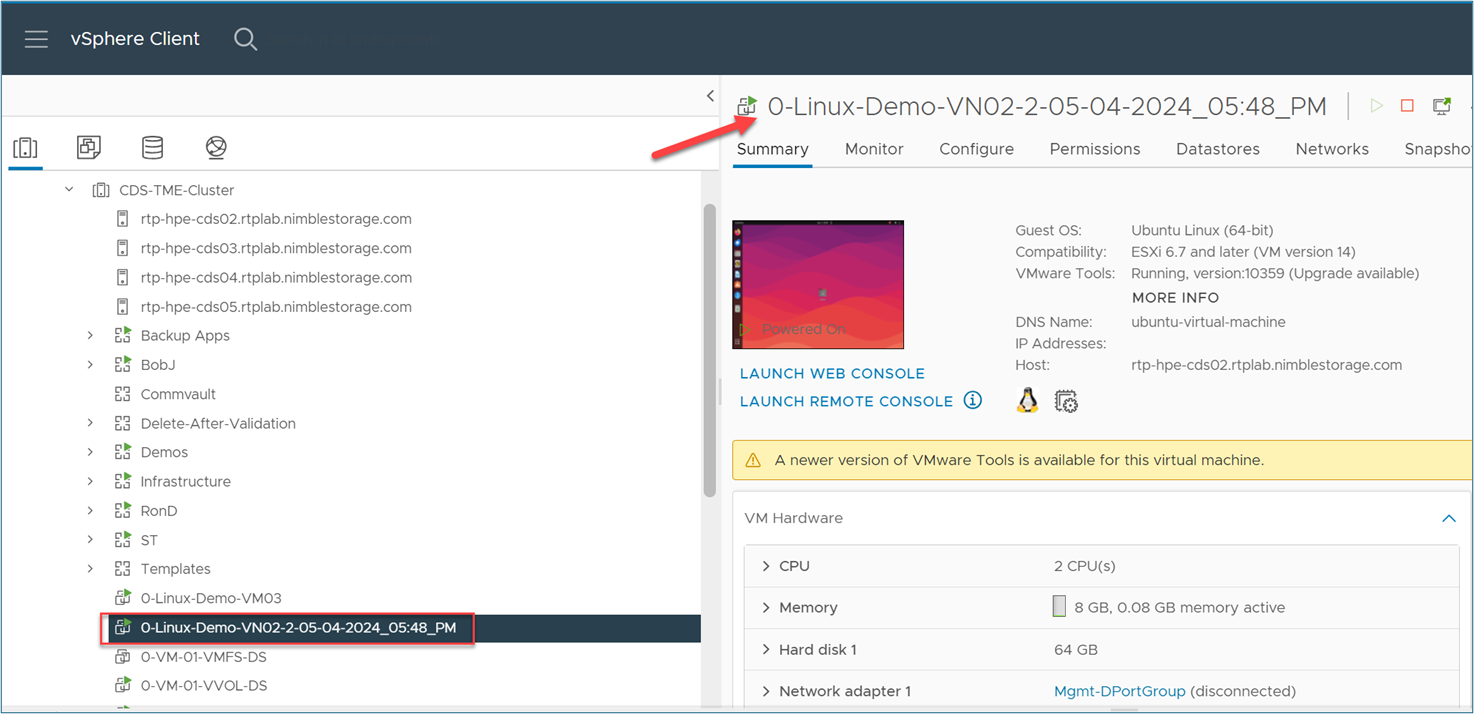 vSphere Client
0-Linux-Demo-VN02-2-05-04-2024_05:48_PM
Summary Monitor Configure Permissions Datastores Networks Snapsho
CDS-TME-Cluster
rtp-hpe-cds02.rtplab.nimblestorage.com
rtp-hpe-cds03.rtplab.nimblestorage.com
rtp-hpe-cds04.rtplab.nimblestorage.com
rtp-hpe-cds05.rtplab.nimblestorage.com
Backup Apps
BobJ
Commvault
Delete-After-Validation
Demos
Infrastructure
RonD
ST
Templates
0-Linux-Demo-VM03
0-Linux-Demo-VN02-2-05-04-2024_05:48_PM
0-VM-01-VMFS-DS
0-VM-01-VVOL-DS
Powered On
LAUNCH WEB CONSOLE
LAUNCH REMOTE CONSOLE
Guest OS: Ubuntu Linux (64-bit)
Compatibility: ESXi 6.7 and later (VM version 14)
VMware Tools: Running, version:10359 (Upgrade available)
MORE INFO
DNS Name: ubuntu-virtual-machine
IP Addresses:
Host: rtp-hpe-cds02.rtplab.nimblestorage.com
A newer version of VMware Tools is available for this virtual machine.
VM Hardware
CPU 2 CPU(s)
Memory 8 GB, 0.08 GB memory active
Hard disk 1 64 GB
Network adapter 1 Mgmt-DPortGroup (disconnected)